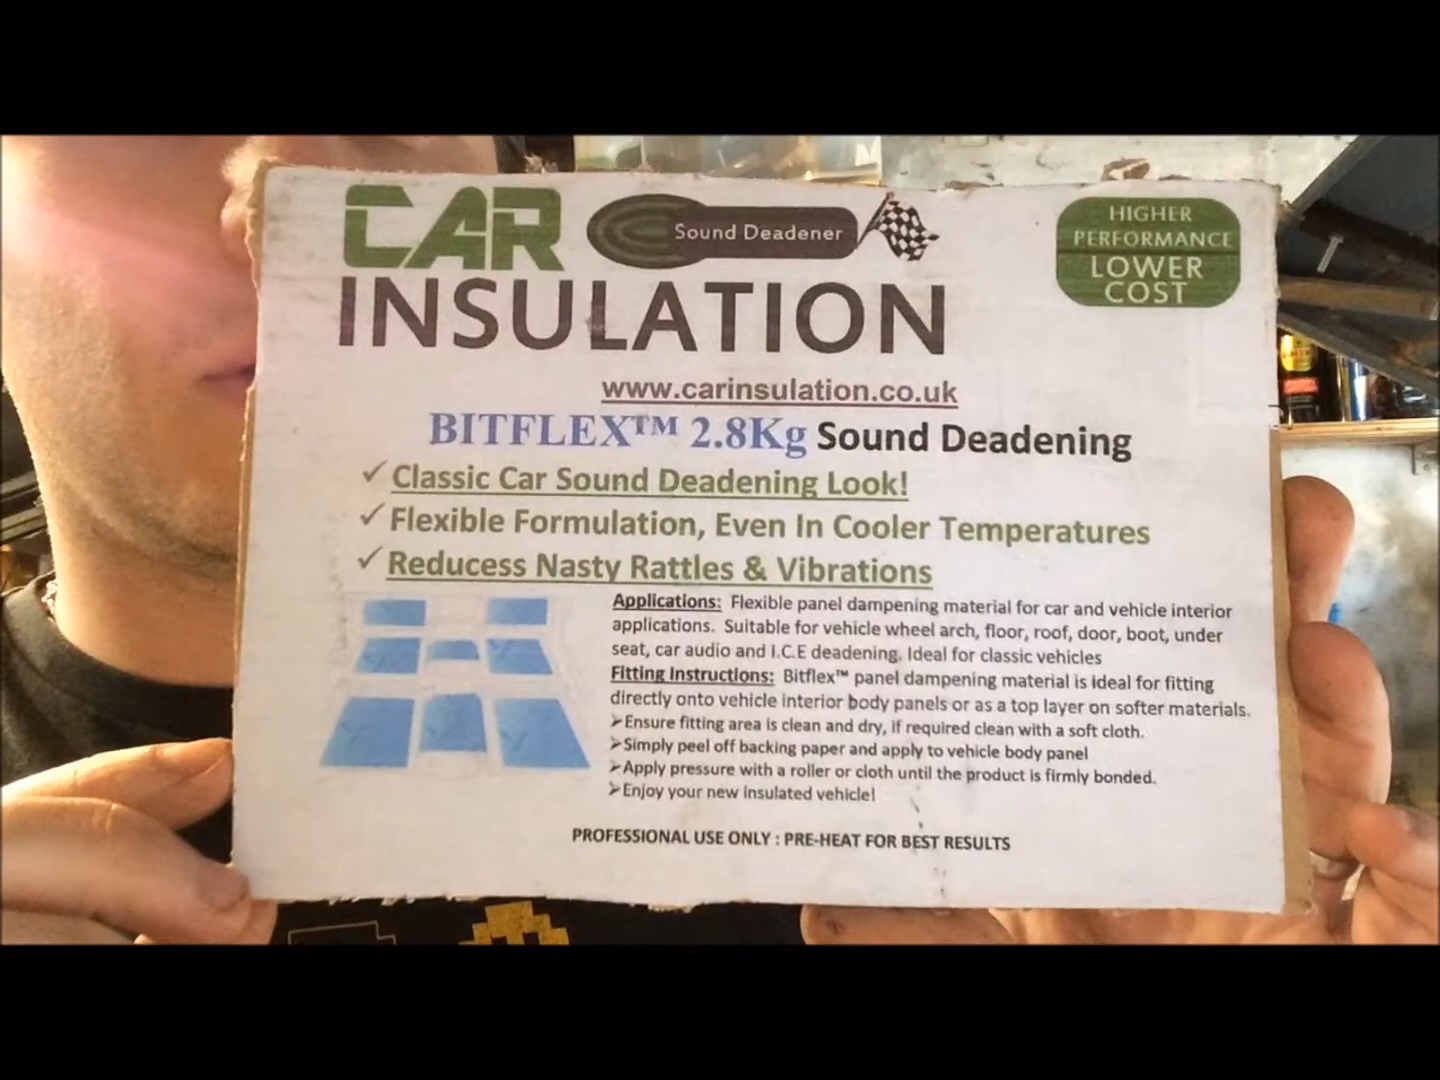 CAR
Sound Deadener
INSULATION
HIGHER
PERFORMANCE
LOWER
COST
www.carinsulation.co.uk
BITFLEX™ 2.8Kg Sound Deadening
✓ Classic Car Sound Deadening Look!
✓ Flexible Formulation, Even In Cooler Temperatures
✓ Reducess Nasty Rattles & Vibrations
Applications: Flexible panel dampening material for car and vehicle interior
applications. Suitable for vehicle wheel arch, floor, roof, door, boot, under
seat, car audio and I.C.E deadening. Ideal for classic vehicles
Fitting Instructions: Bitflex™ panel dampening material is ideal for fitting
directly onto vehicle interior body panels or as a top layer on softer materials.
➢Ensure fitting area is clean and dry, if required clean with a soft cloth.
➢Simply peel off backing paper and apply to vehicle body panel
➢Apply pressure with a roller or cloth until the product is firmly bonded.
➢Enjoy your new insulated vehicle!
PROFESSIONAL USE ONLY : PRE-HEAT FOR BEST RESULTS